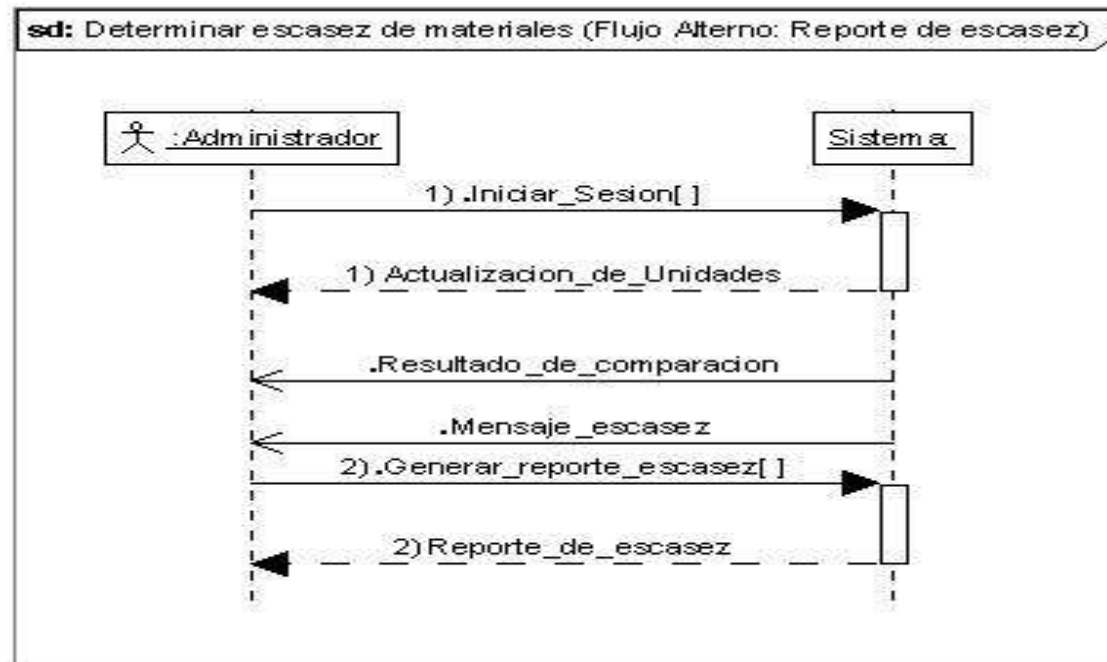 sd: Determinar escasez de materiales (Flujo Alterno: Reporte de escasez)
:Administrador
Sistema:
1) .Iniciar_Sesion[ ]
1) Actualizacion_de_Unidades
.Resultado_de_comparacion
.Mensaje_escasez
2).Generar_reporte_escasez[ ]
2)Reporte_de_escasez